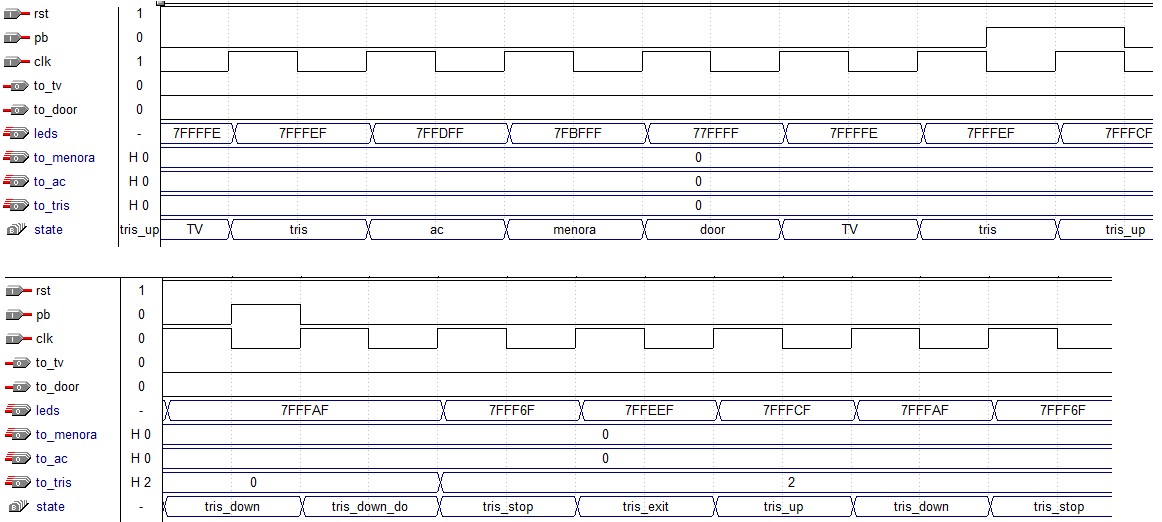 rst 1
pb 0
clk 1
to_tv 0
to_door 0
leds - 7FFFFE 7FFFEF 7FFDFF 7FBFFF 77FFFF 7FFFFE 7FFFEF 7FFFCF
to_menora H 0 0
to_ac H 0 0
to_tris H 0 0
state tris_up TV tris ac menora door TV tris tris_up
rst 1
pb 0
clk 0
to_tv 0
to_door 0
leds - 7FFFAF 7FFF6F 7FFEEF 7FFFCF 7FFFAF 7FFF6F
to_menora H 0 0
to_ac H 0 0
to_tris H 2 0 2
state - tris_down tris_down_do tris_stop tris_exit tris_up tris_down tris_stop